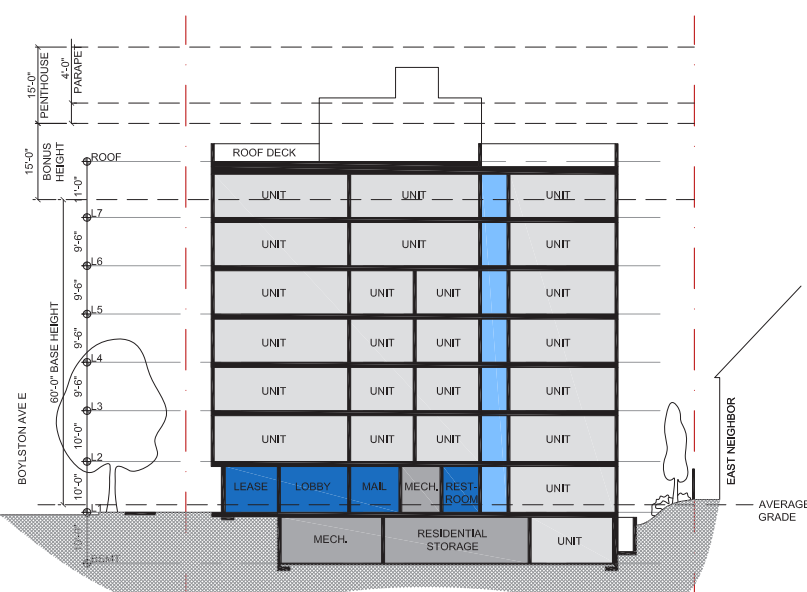 15'-0"
PENTHOUSE
4'-0"
PARAPET
15'-0"
BONUS
HEIGHT
ROOF
ROOF DECK
11'-0"
UNIT
UNIT
UNIT
L7
9'-6"
UNIT
UNIT
UNIT
L6
9'-6"
UNIT
UNIT
UNIT
UNIT
L5
9'-6"
UNIT
UNIT
UNIT
UNIT
L4
9'-6"
UNIT
UNIT
UNIT
UNIT
L3
10'-0"
UNIT
UNIT
UNIT
UNIT
L2
60'-0" BASE HEIGHT
BOYLSTON AVE E
10'-0"
LEASE
LOBBY
MAIL
MECH.
REST-
ROOM
UNIT
EAST NEIGHBOR
AVERAGE
GRADE
L1
10'-0"
MECH.
RESIDENTIAL
STORAGE
UNIT
BSMT